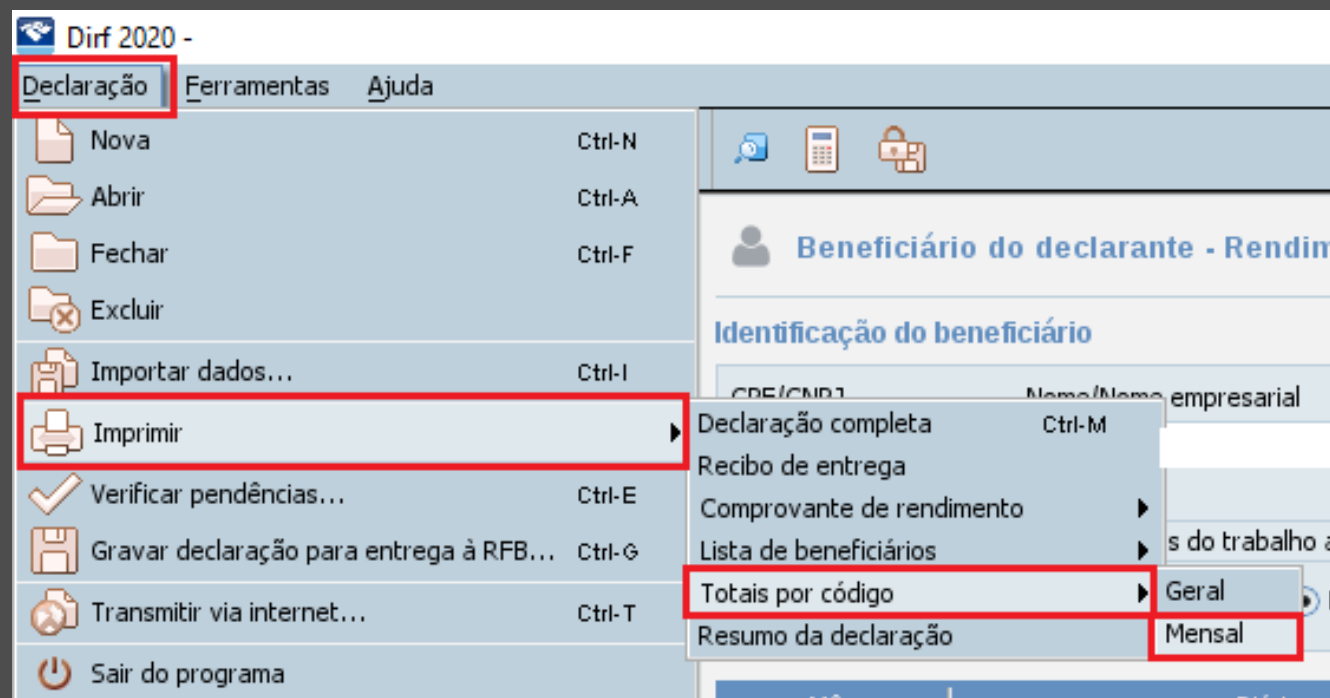 Dirf 2020 -
Declaração Ferramentas Ajuda
Nova Ctrl-N
Abrir Ctrl-A
Fechar Ctrl-F
Excluir
Importar dados... Ctrl-I
Imprimir
Verificar pendências... Ctrl-E
Gravar declaração para entrega à RFB... Ctrl-G
Transmitir via internet... Ctrl-T
Sair do programa
Beneficiário do declarante -
Identificação do beneficiário
CPF/CNPJ Nome/Nome empresarial
Declaração completa Ctrl-M
Recibo de entrega
Comprovante de rendimento
Lista de beneficiários
s do trabalho a
Totais por código
Resumo da declaração
Geral
Mensal